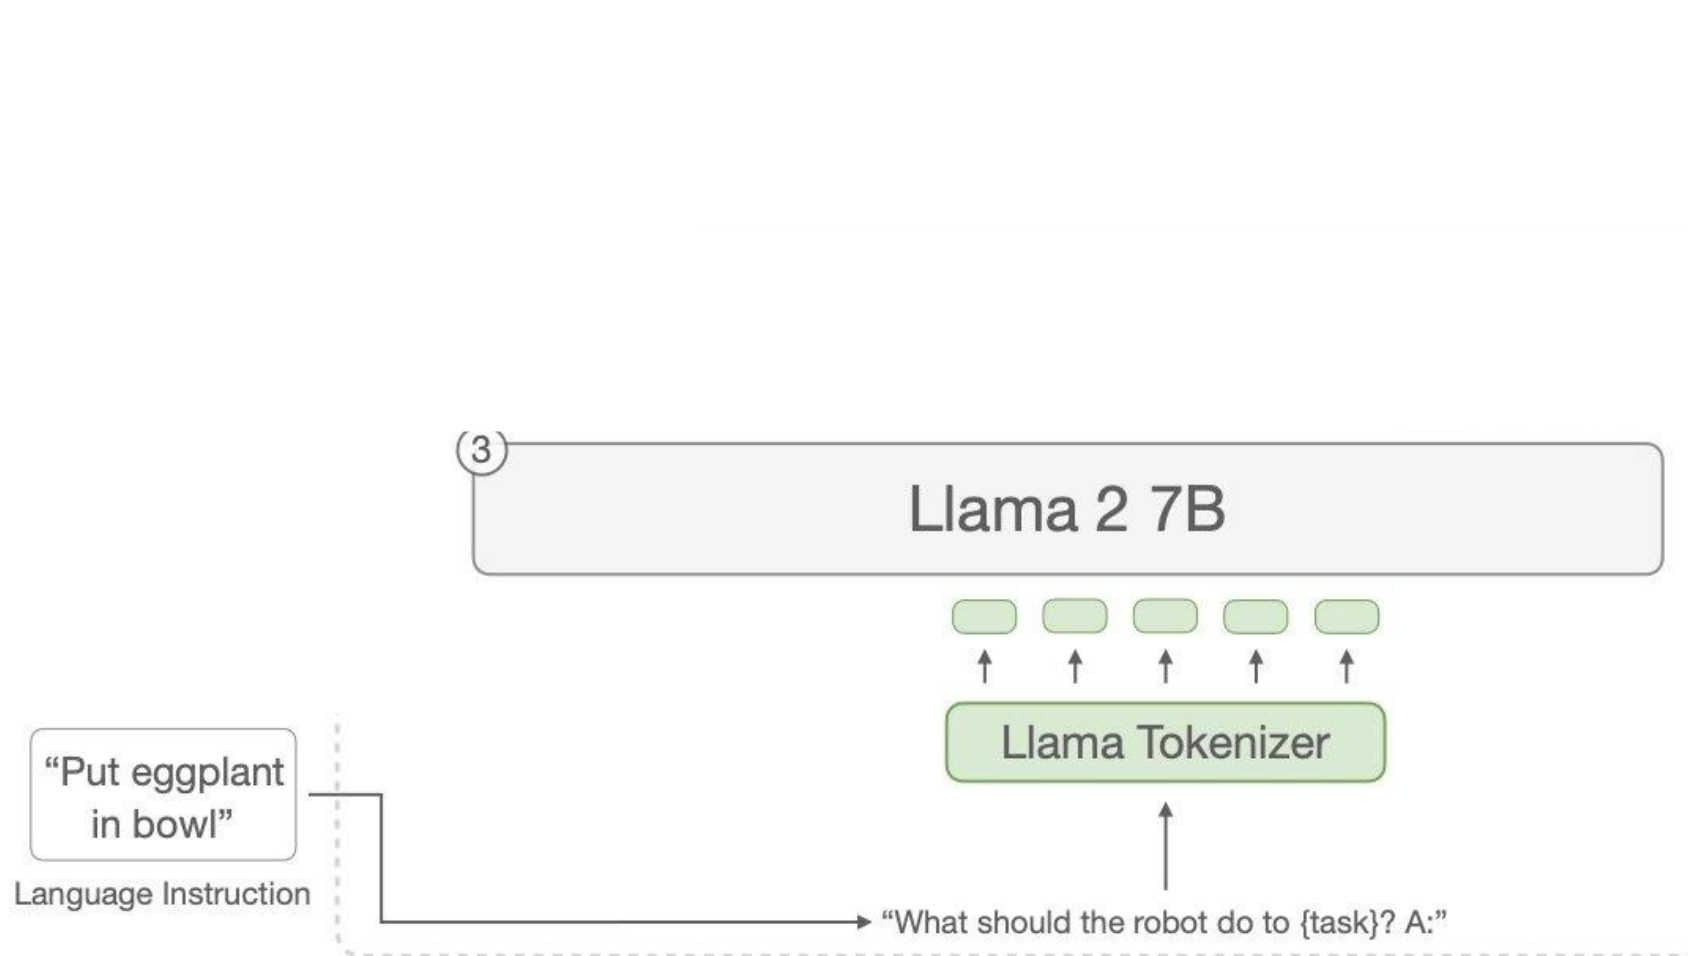 3
Llama 2 7B
Llama Tokenizer
“Put eggplant
in bowl”
Language Instruction
“What should the robot do to {task}? A:”